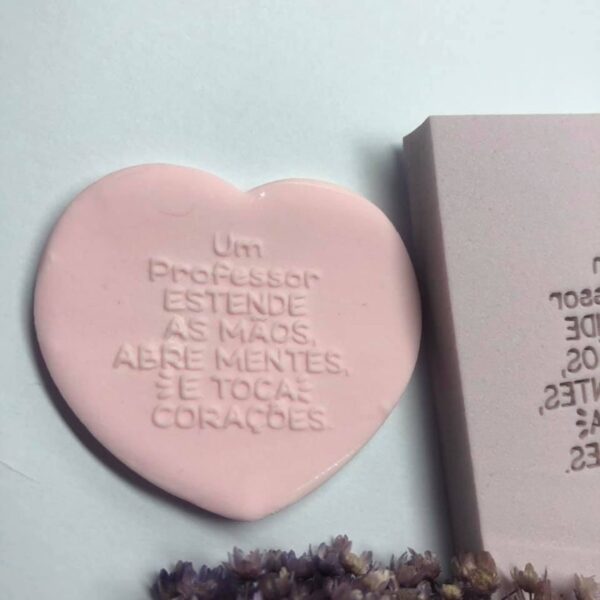 Um
Professor
ESTENDE
AS MÃOS,
ABRE MENTES,
E TOCA
CORAÇÕES.